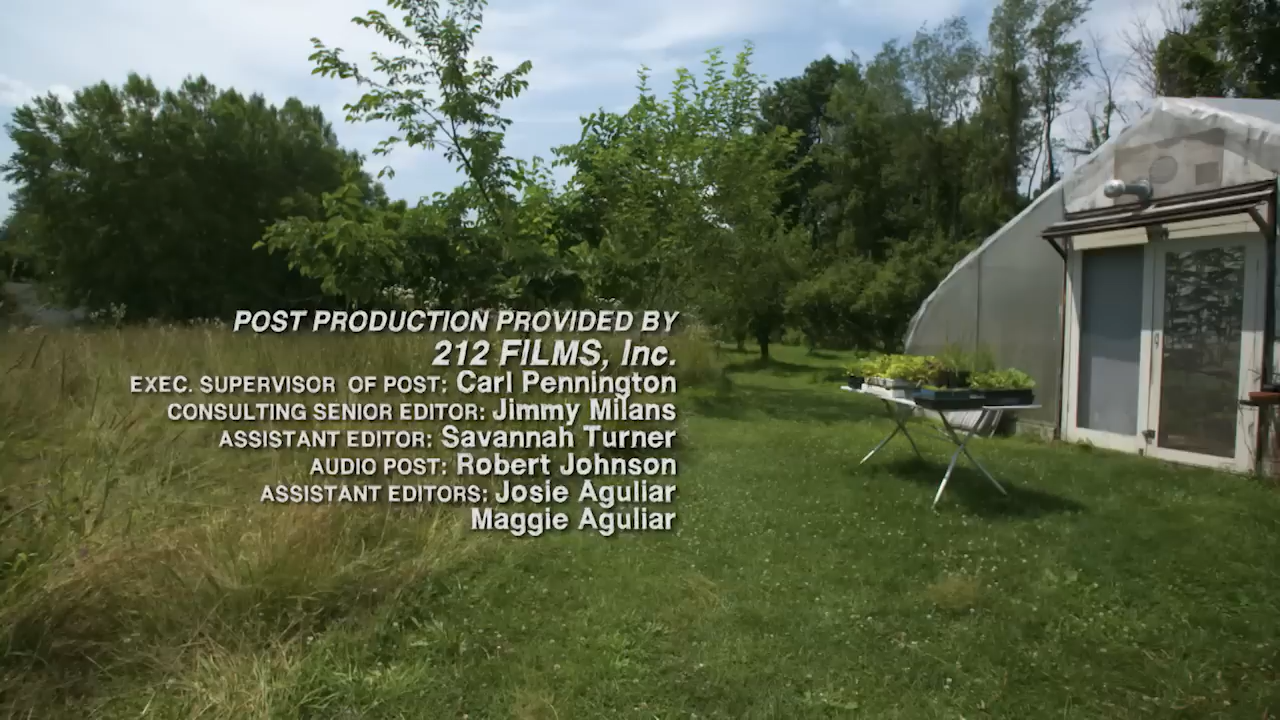 POST PRODUCTION PROVIDED BY
212 FILMS, Inc.
EXEC. SUPERVISOR OF POST: Carl Pennington
CONSULTING SENIOR EDITOR: Jimmy Milans
ASSISTANT EDITOR: Savannah Turner
AUDIO POST: Robert Johnson
ASSISTANT EDITORS: Josie Aguliar
Maggie Aguliar